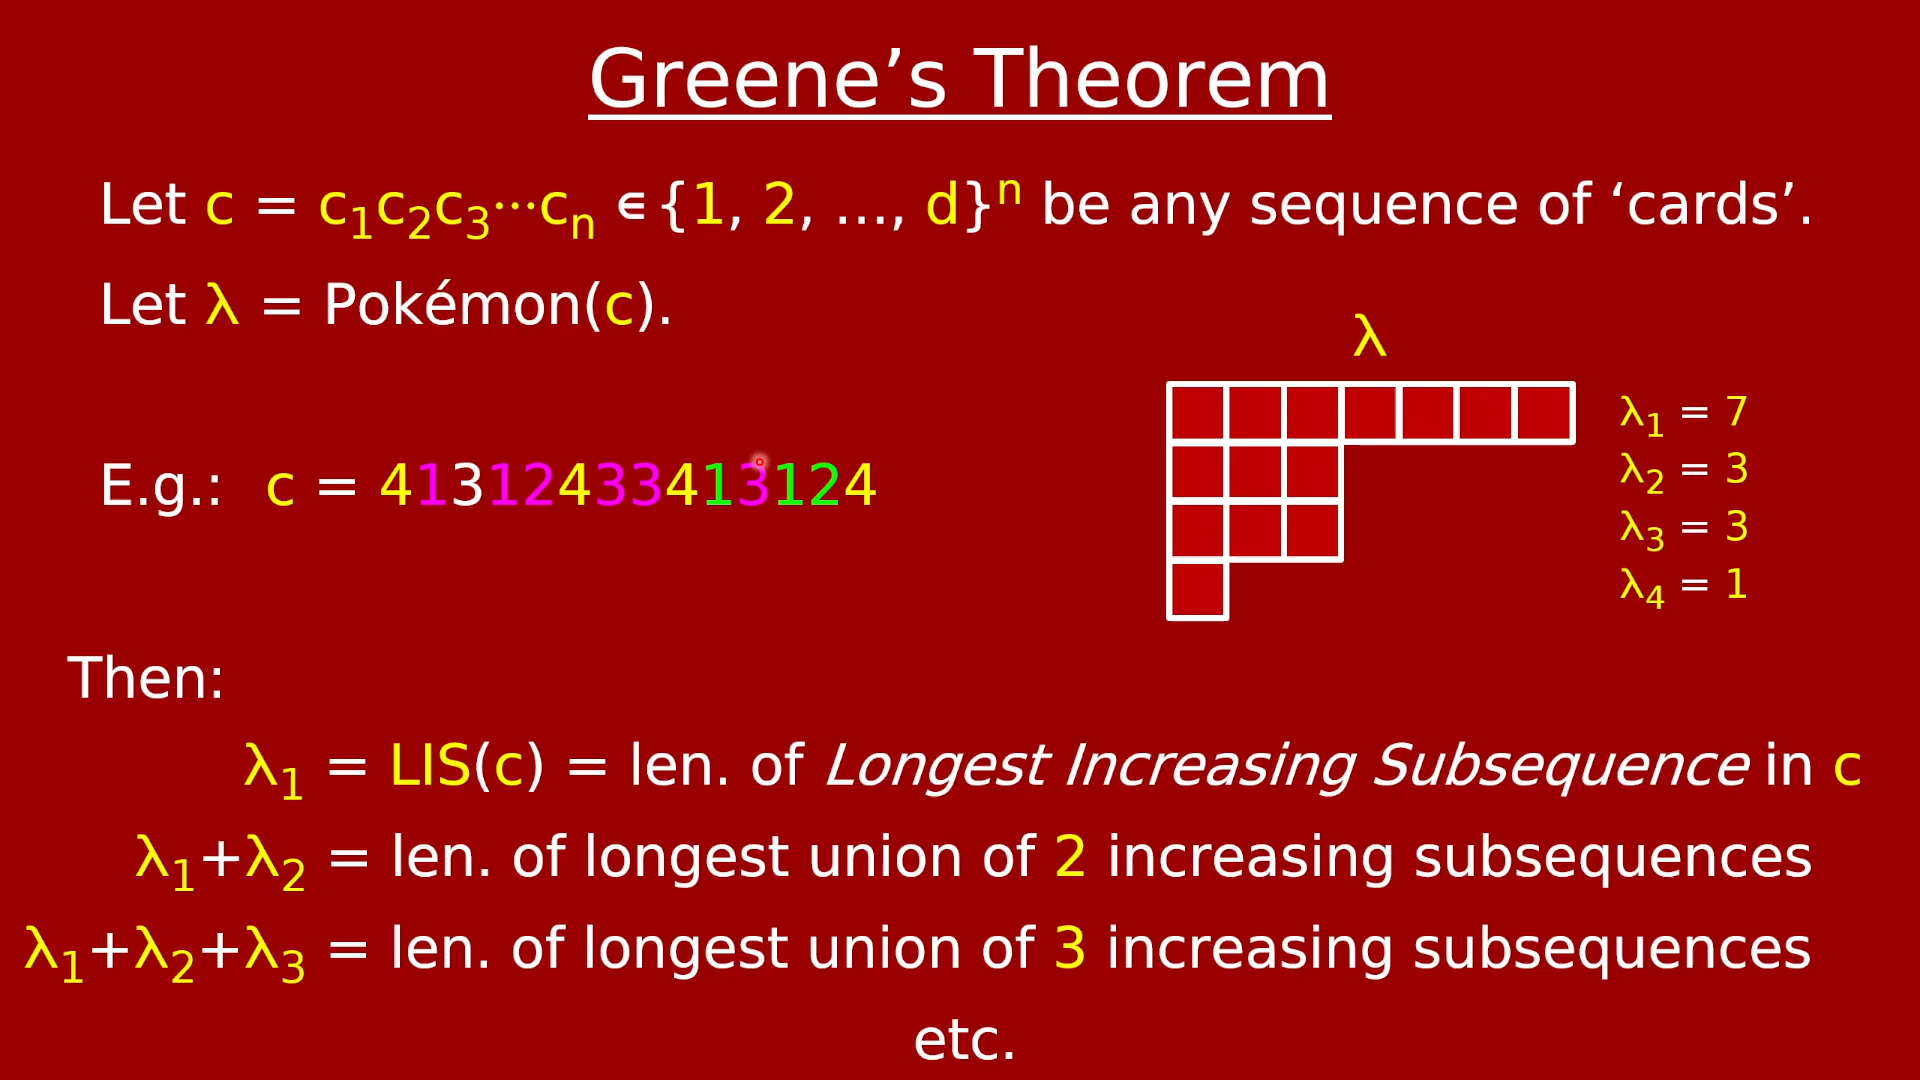 Greene’s Theorem
Let c = c₁c₂c₃⋯cₙ ∈ {1, 2, …, d}ⁿ be any sequence of ‘cards’.
Let λ = Pokémon(c).
λ
λ₁ = 7
λ₂ = 3
λ₃ = 3
λ₄ = 1
E.g.: c = 41312433413124
Then:
λ₁ = LIS(c) = len. of Longest Increasing Subsequence in c
λ₁+λ₂ = len. of longest union of 2 increasing subsequences
λ₁+λ₂+λ₃ = len. of longest union of 3 increasing subsequences
etc.